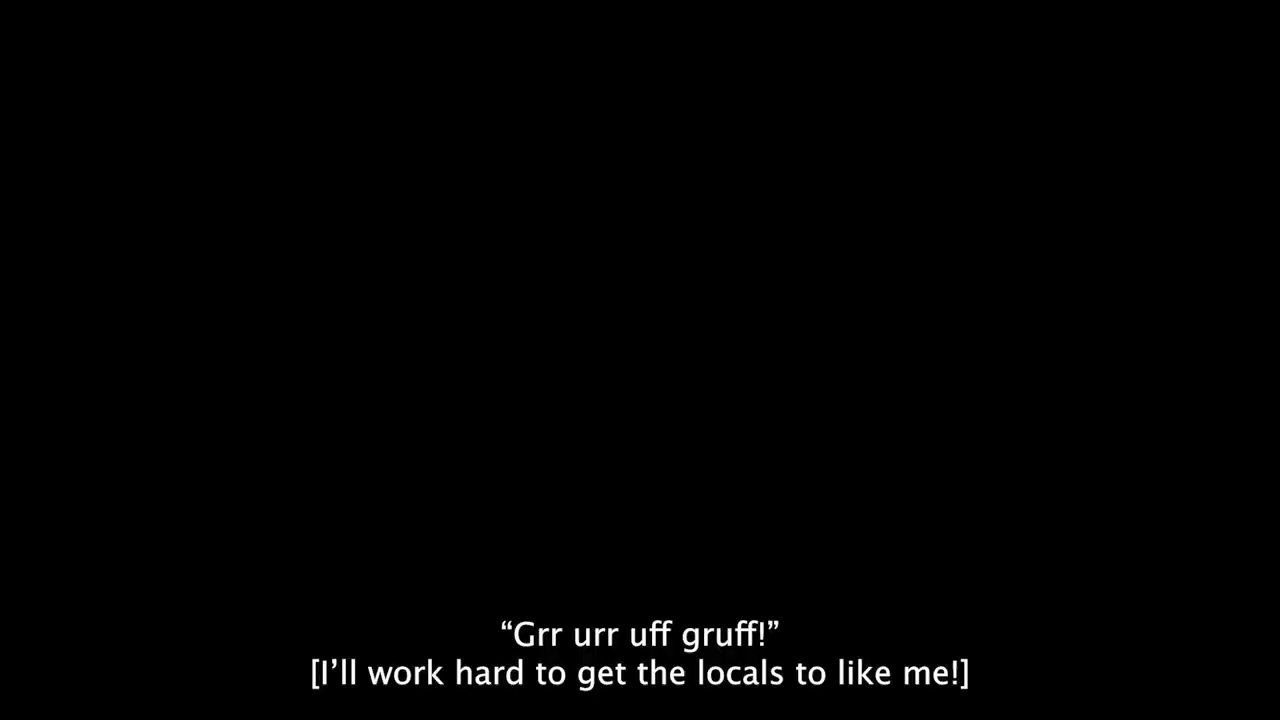 “Grr urr uff gruff!”
[I’ll work hard to get the locals to like me!]